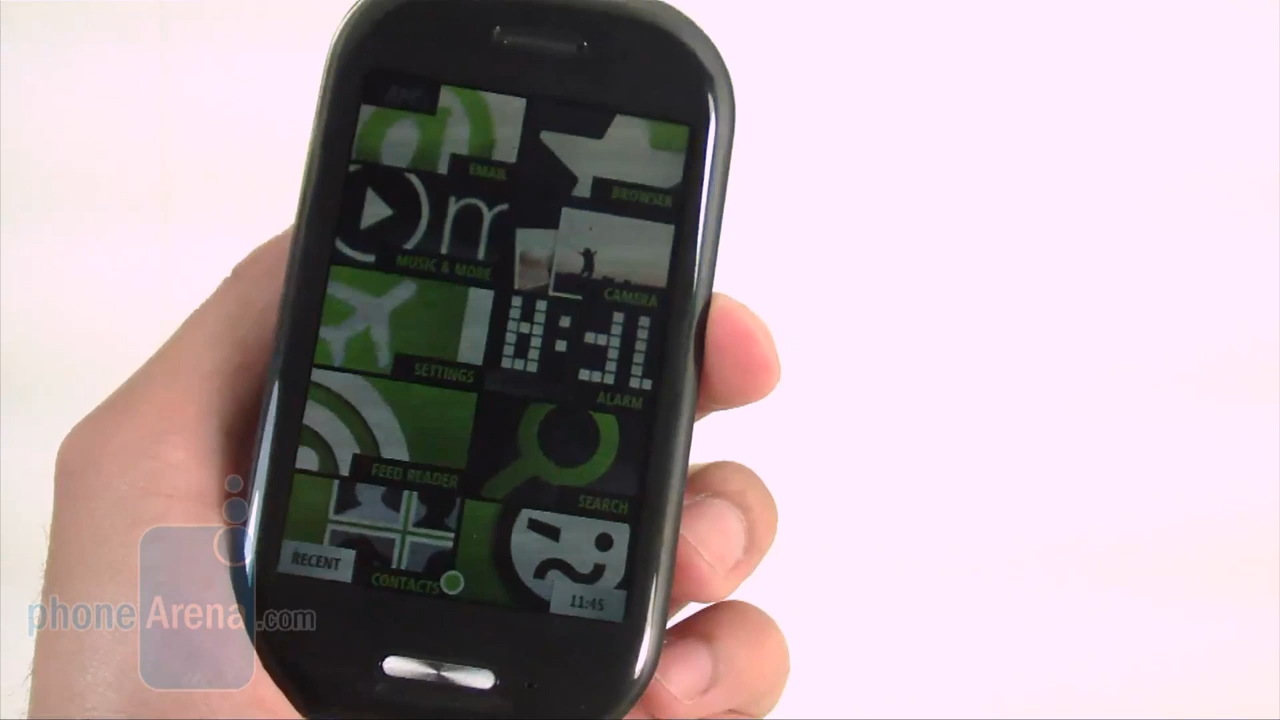 EMAIL
BROWSER
m
MUSIC & MORE
CAMERA
SETTINGS
ALARM
FEED READER
SEARCH
RECENT
CONTACTS
11:45
phoneArena.com